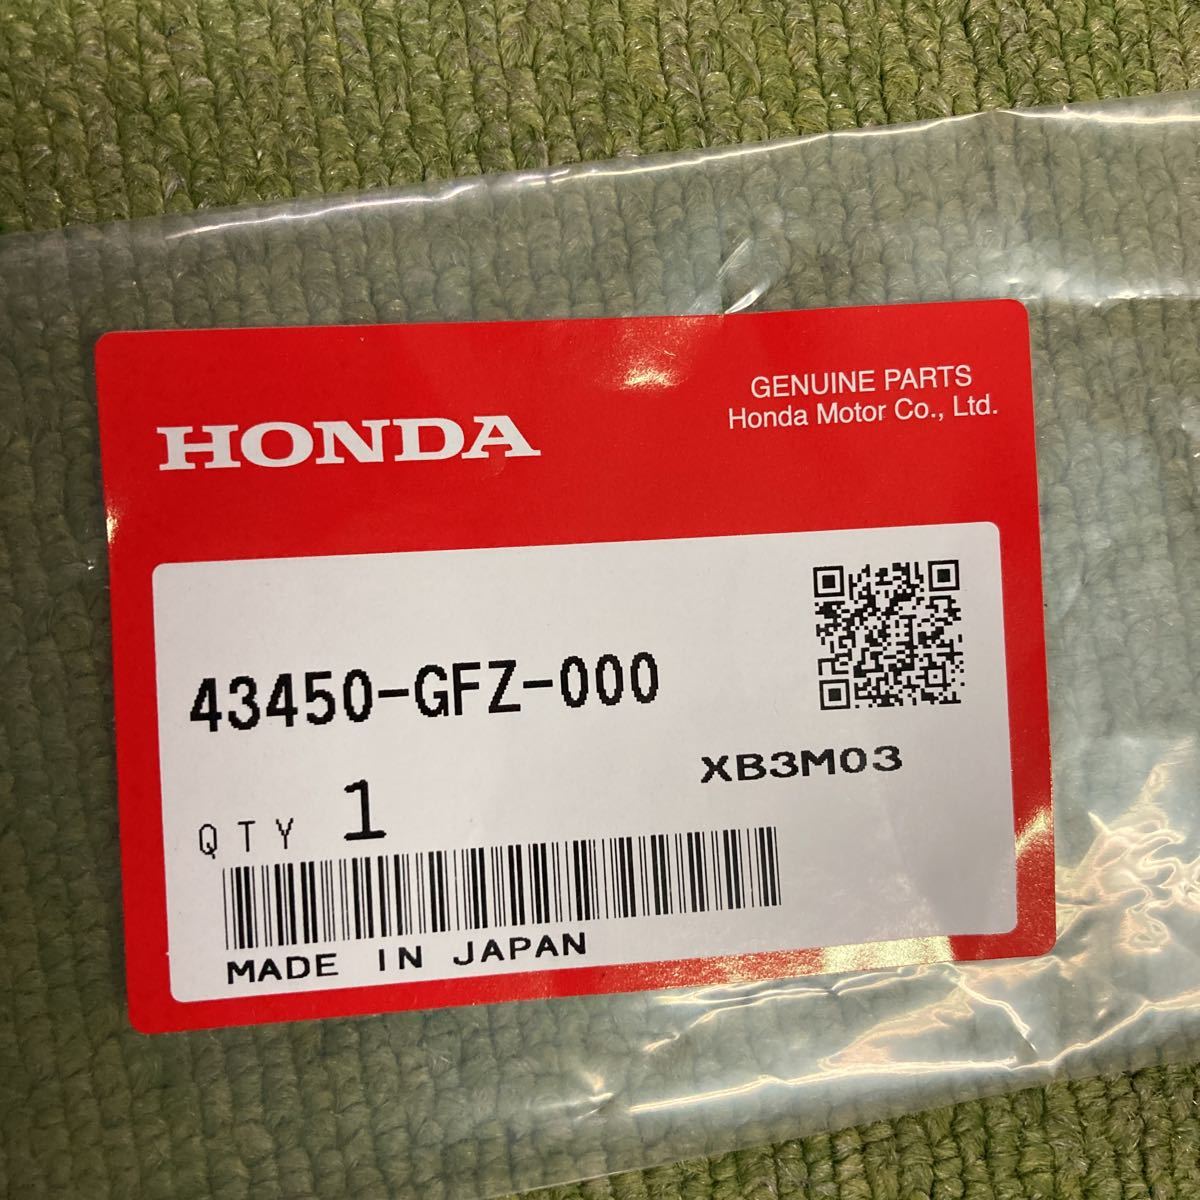 HONDA
GENUINE PARTS
Honda Motor Co., Ltd.
43450-GFZ-000
XB3M03
QTY 1
MADE IN JAPAN